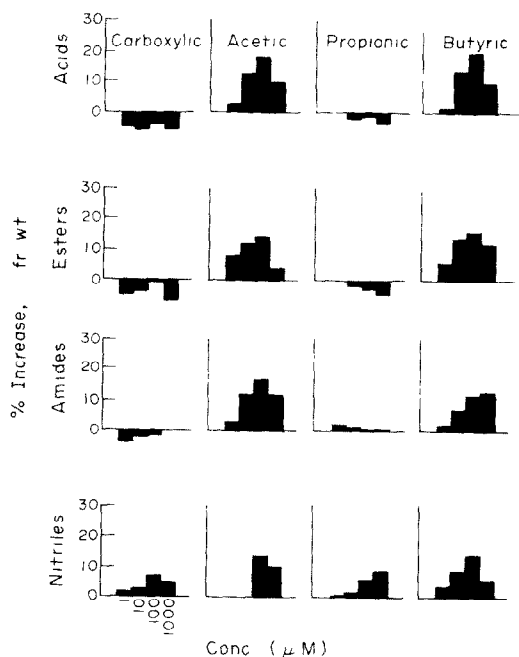 Carboxylic Acetic Propionic Butyric
Acids
30
20
10
0
Esters
30
20
10
0
% Increase, fr wt
Amides
30
20
10
0
Nitriles
30
20
10
0
1 10 100 1000
Conc (μM)